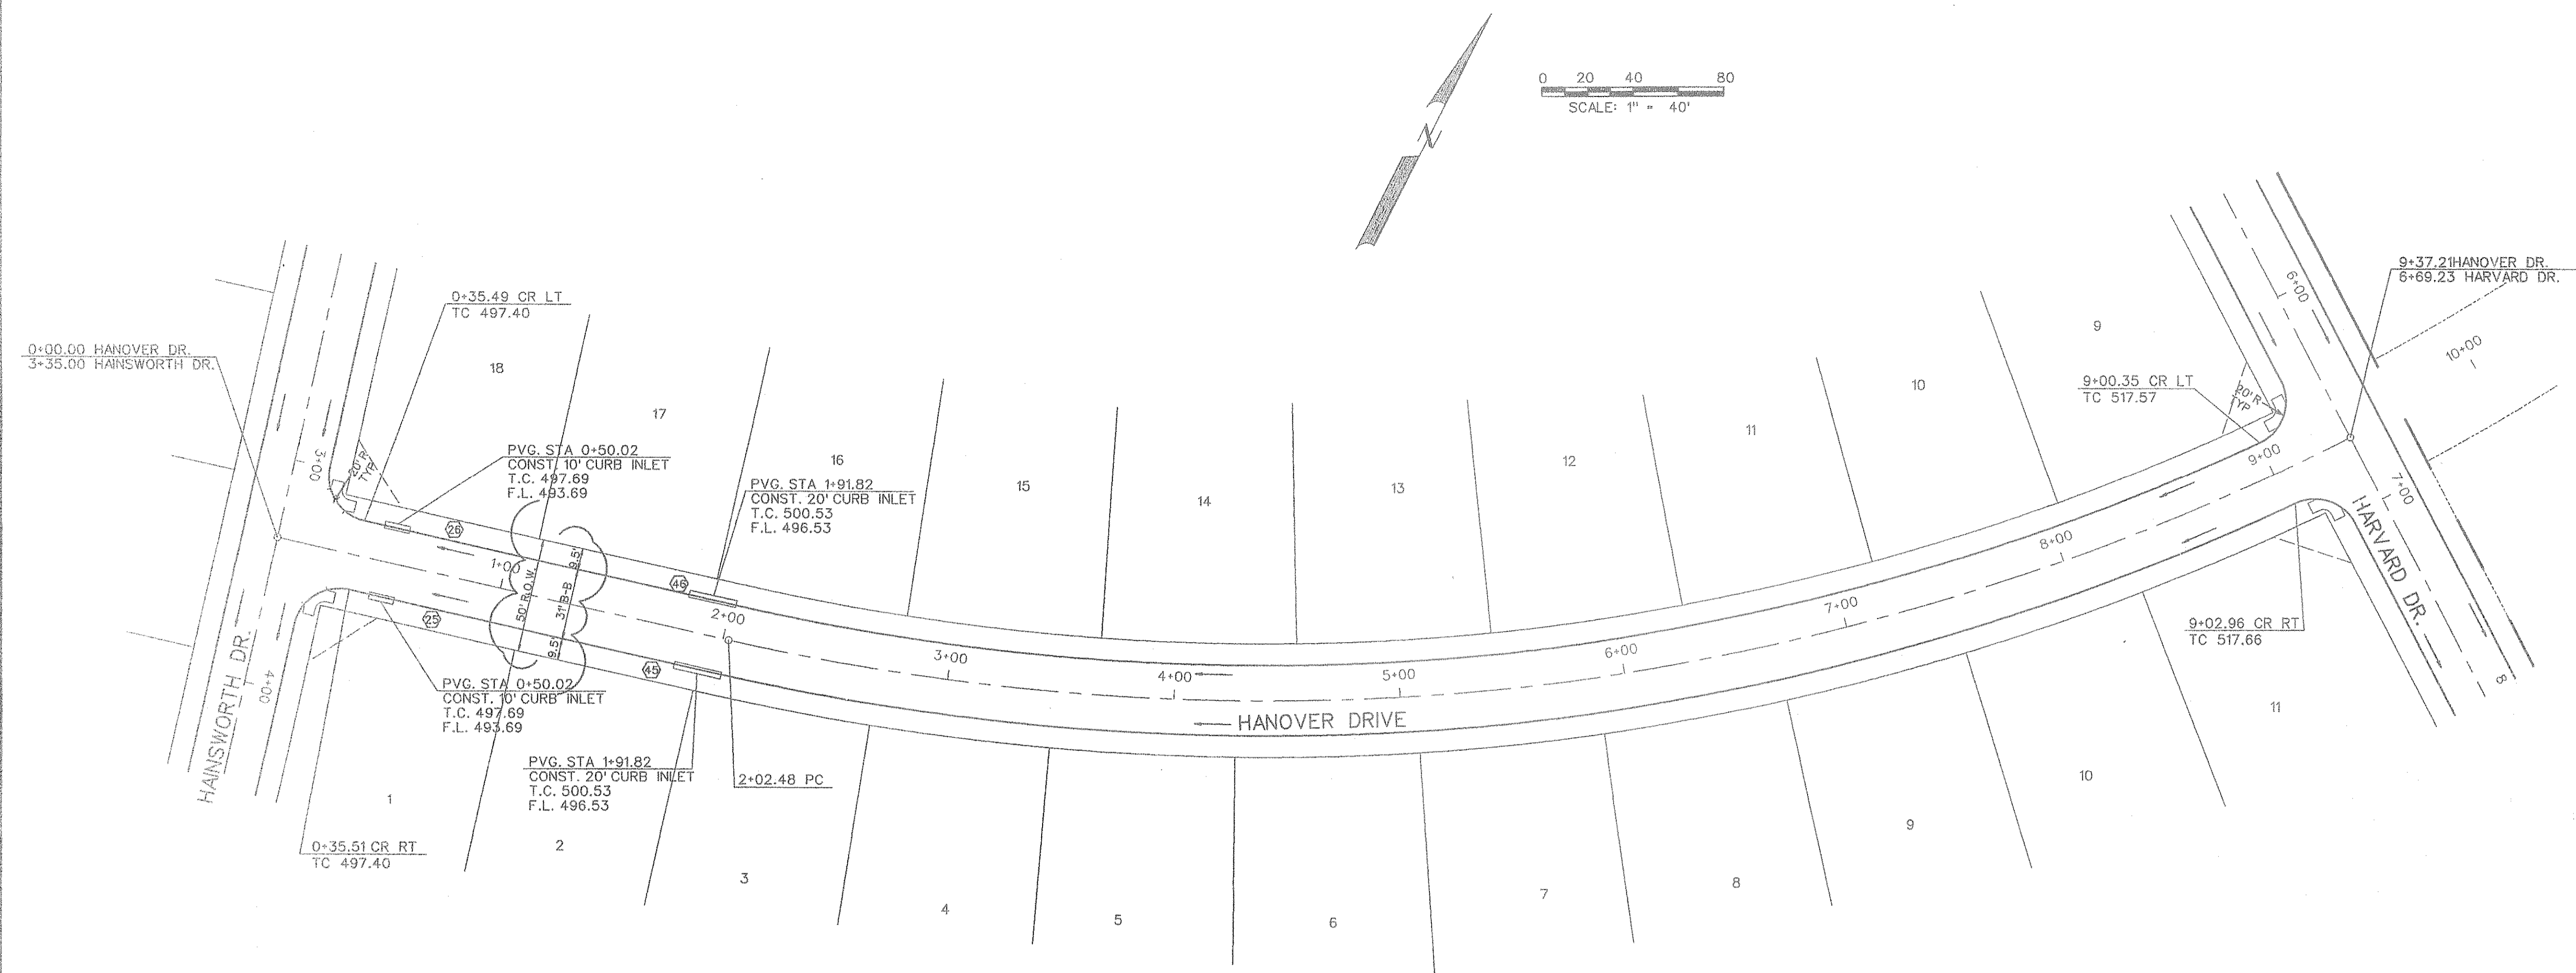 0 20 40 80
SCALE: 1" = 40'
N
9+37.21HANOVER DR.
6+69.23 HARVARD DR.
0+35.49 CR LT
TC 497.40
0+00.00 HANOVER DR.
3+35.00 HAINSWORTH DR.
18
17
16
15
14
13
12
11
10
9
9+00.35 CR LT
TC 517.57
20' R
TYP
6+00
10+00
3+00
20' R
TYP
PVG. STA 0+50.02
CONST. 10' CURB INLET
T.C. 497.69
F.L. 493.69
PVG. STA 1+91.82
CONST. 20' CURB INLET
T.C. 500.53
F.L. 496.53
26
46
25
45
1+00
50' R.O.W.
31' B-B
9.5'
9.5'
2+00
3+00
4+00
5+00
6+00
7+00
8+00
9+00
7+00
HARVARD DR.
8
HANOVER DRIVE
9+02.96 CR RT
TC 517.66
HAINSWORTH DR.
4+00
PVG. STA 0+50.02
CONST. 10' CURB INLET
T.C. 497.69
F.L. 493.69
PVG. STA 1+91.82
CONST. 20' CURB INLET
T.C. 500.53
F.L. 496.53
2+02.48 PC
0+35.51 CR RT
TC 497.40
1
2
3
4
5
6
7
8
9
10
11